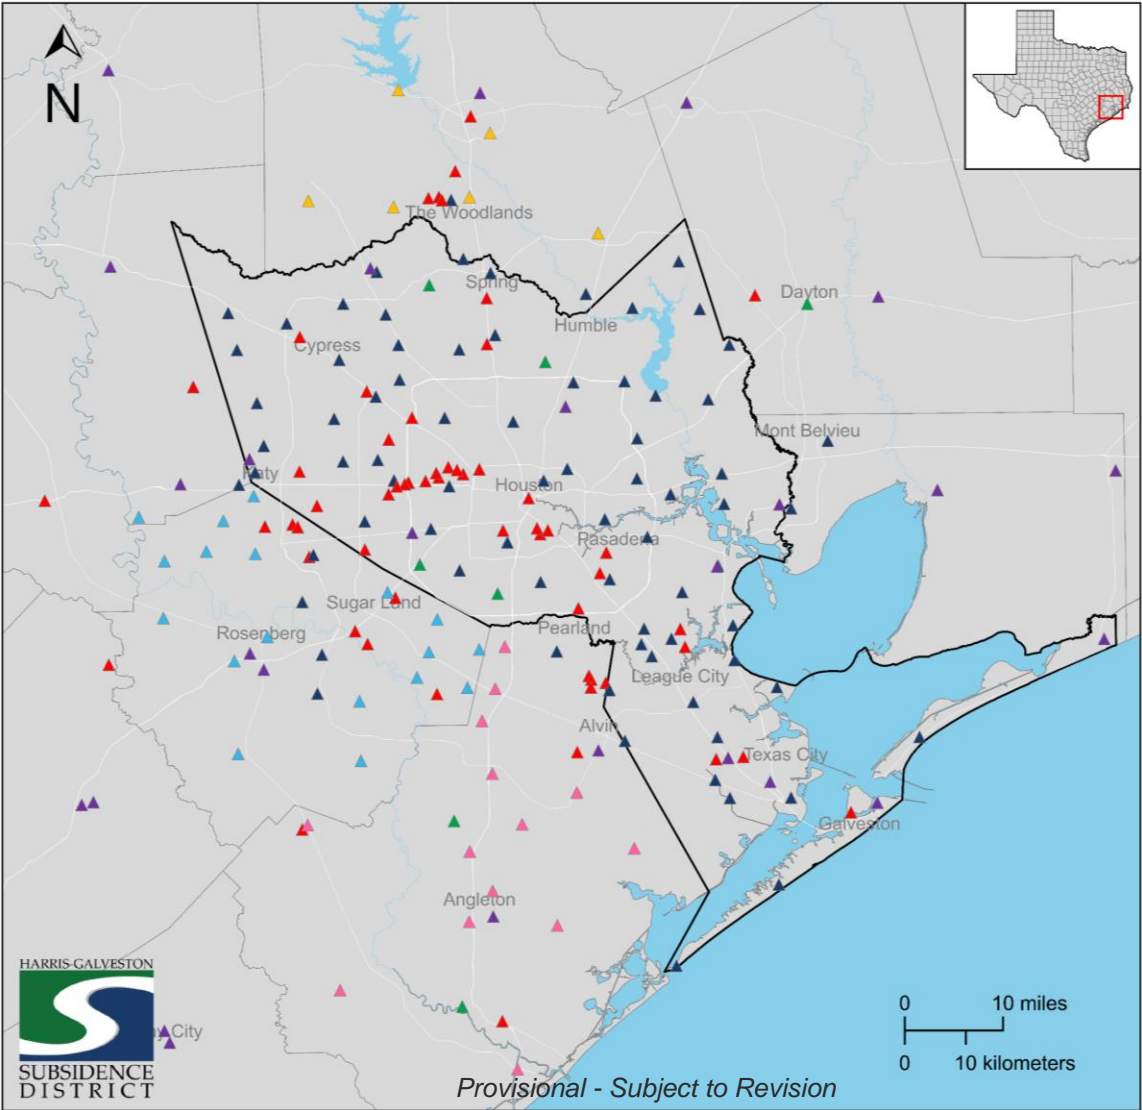 N
The Woodlands
Spring
Humble
Dayton
Cypress
Mont Belvieu
Katy
Houston
Pasadena
Sugar Land
Rosenberg
Pearland
League City
Alvin
Texas City
Galveston
Angleton
HARRIS-GALVESTON
SUBSIDENCE
DISTRICT
y City
0 10 miles
0 10 kilometers
Provisional - Subject to Revision